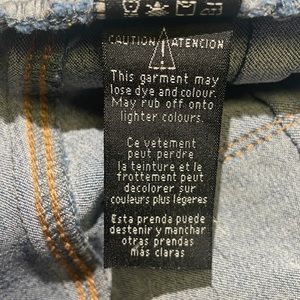 CAUTION ATENCION
This garment may
lose dye and colour.
May rub off onto
lighter colours.
Ce vetement
peut perdre
la teinture et le
frottement peut
decolorer sur
couleurs plus légeres
Esta prenda puede
destenir y manchar
otras prendas
más claras